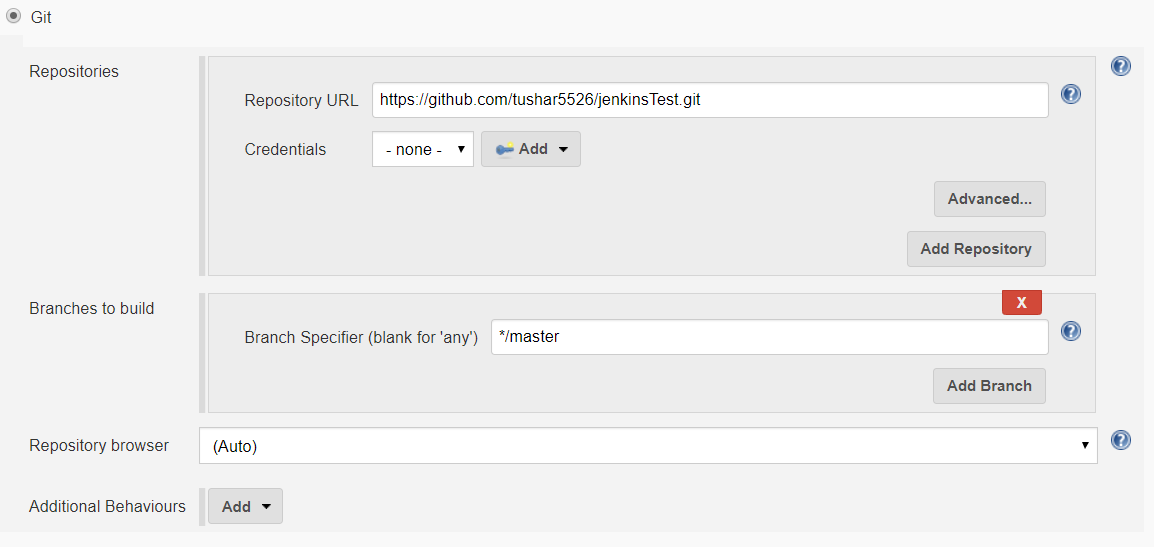 Git
Repositories
Repository URL https://github.com/tushar5526/jenkinsTest.git
Credentials - none - Add
Advanced...
Add Repository
Branches to build
X
Branch Specifier (blank for 'any') */master
Add Branch
Repository browser (Auto)
Additional Behaviours Add